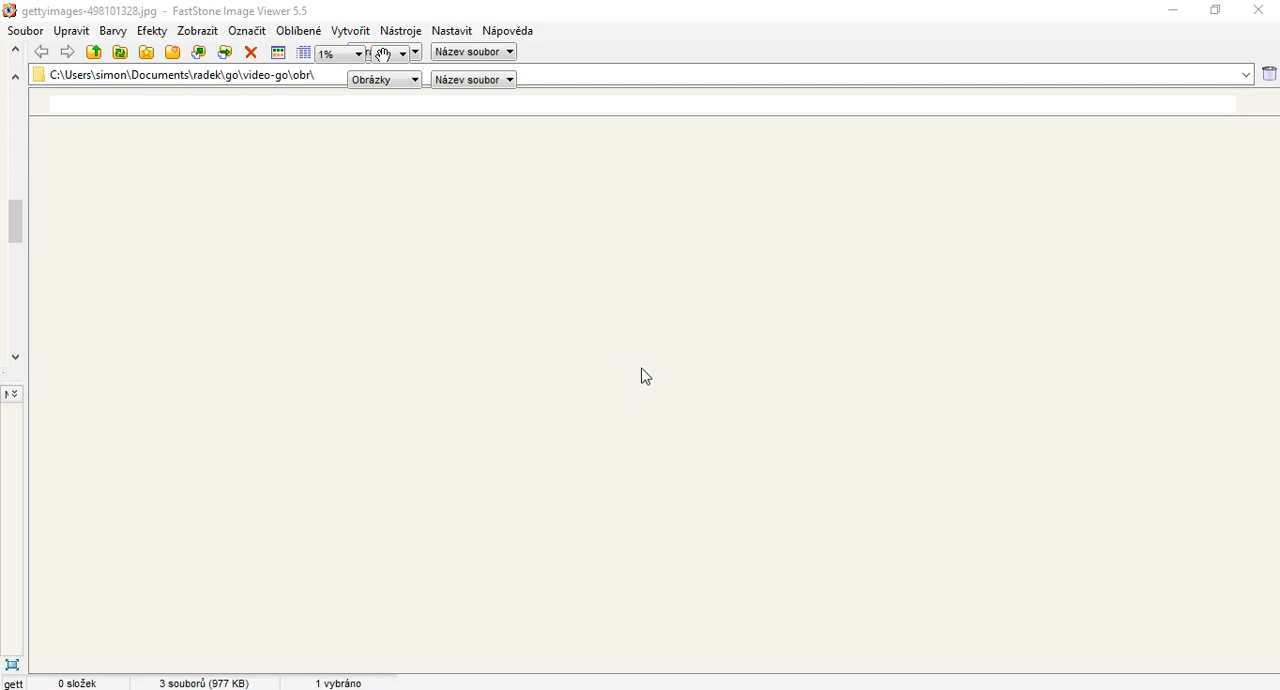 gettyimages-498101328.jpg - FastStone Image Viewer 5.5
Soubor Upravit Barvy Efekty Zobrazit Označit Oblíbené Vytvořit Nástroje Nastavit Nápověda
1% Název soubor
C:\Users\simon\Documents\radek\go\video-go\obr\
Obrázky Název soubor
gett 0 složek 3 souborů (977 KB) 1 vybráno